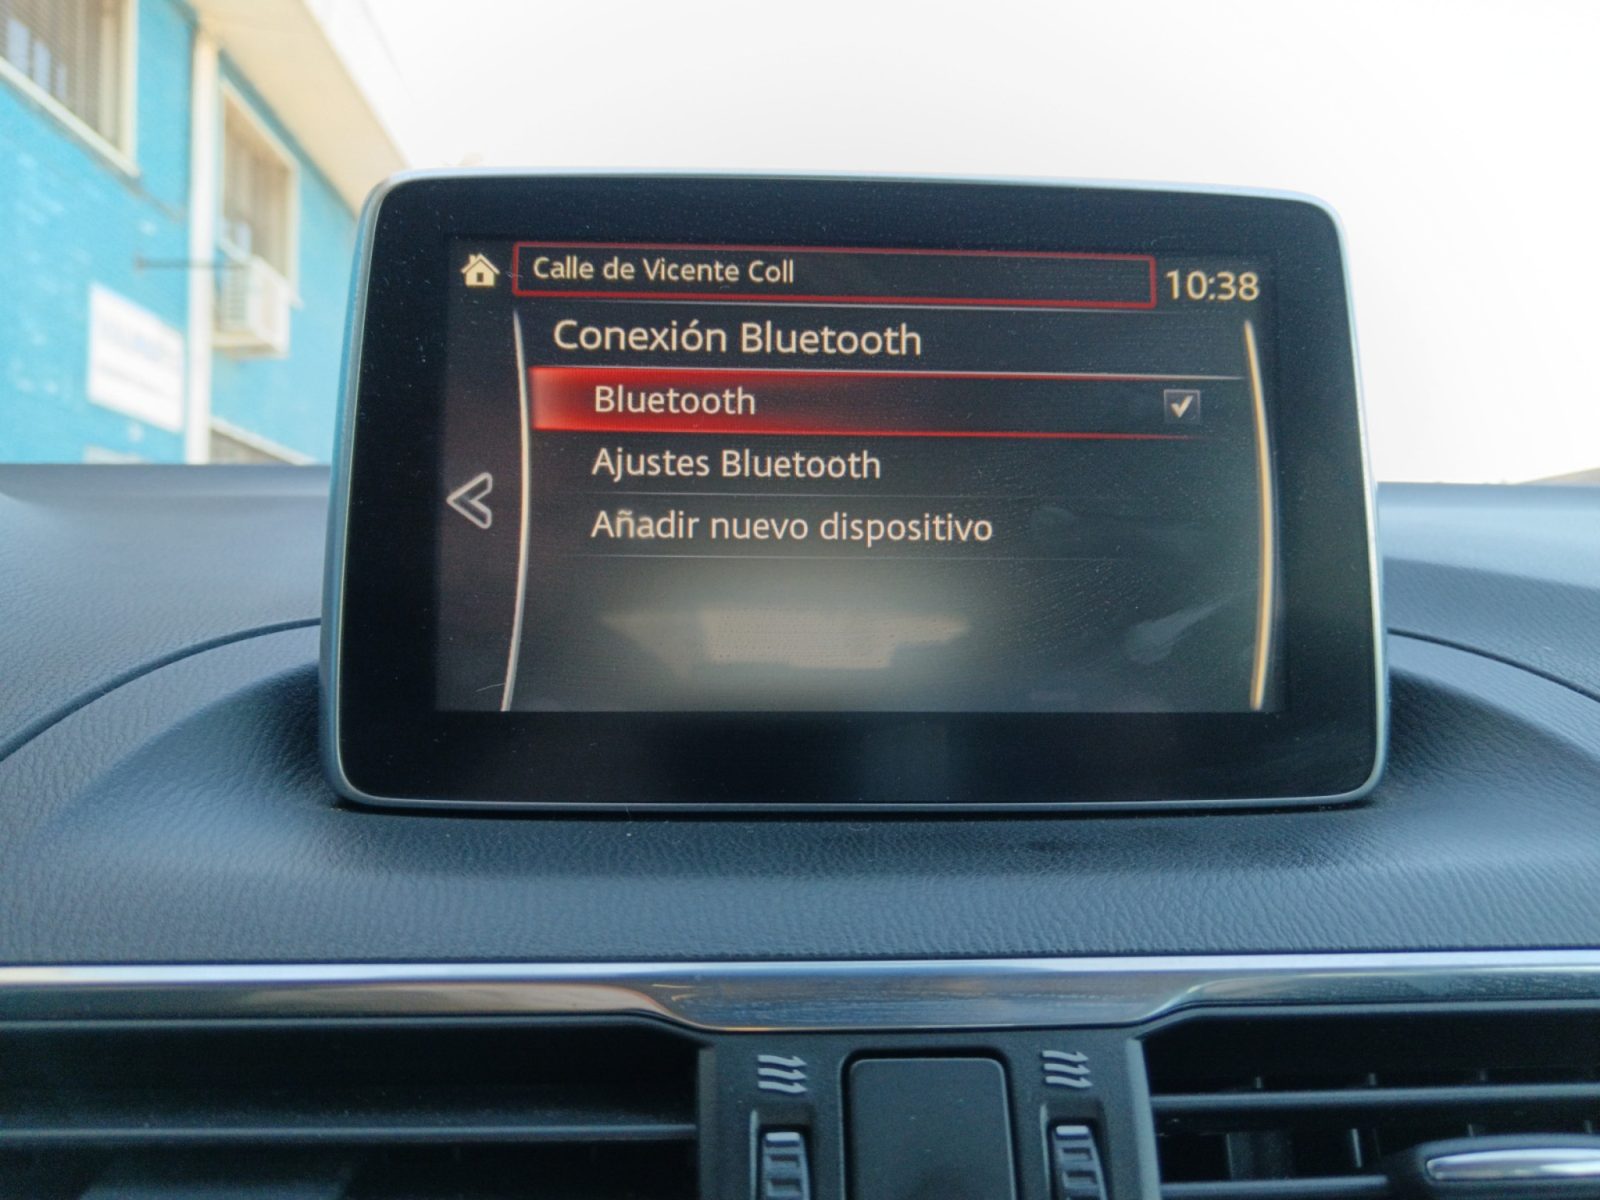 Calle de Vicente Coll
10:38
Conexión Bluetooth
Bluetooth
Ajustes Bluetooth
Añadir nuevo dispositivo